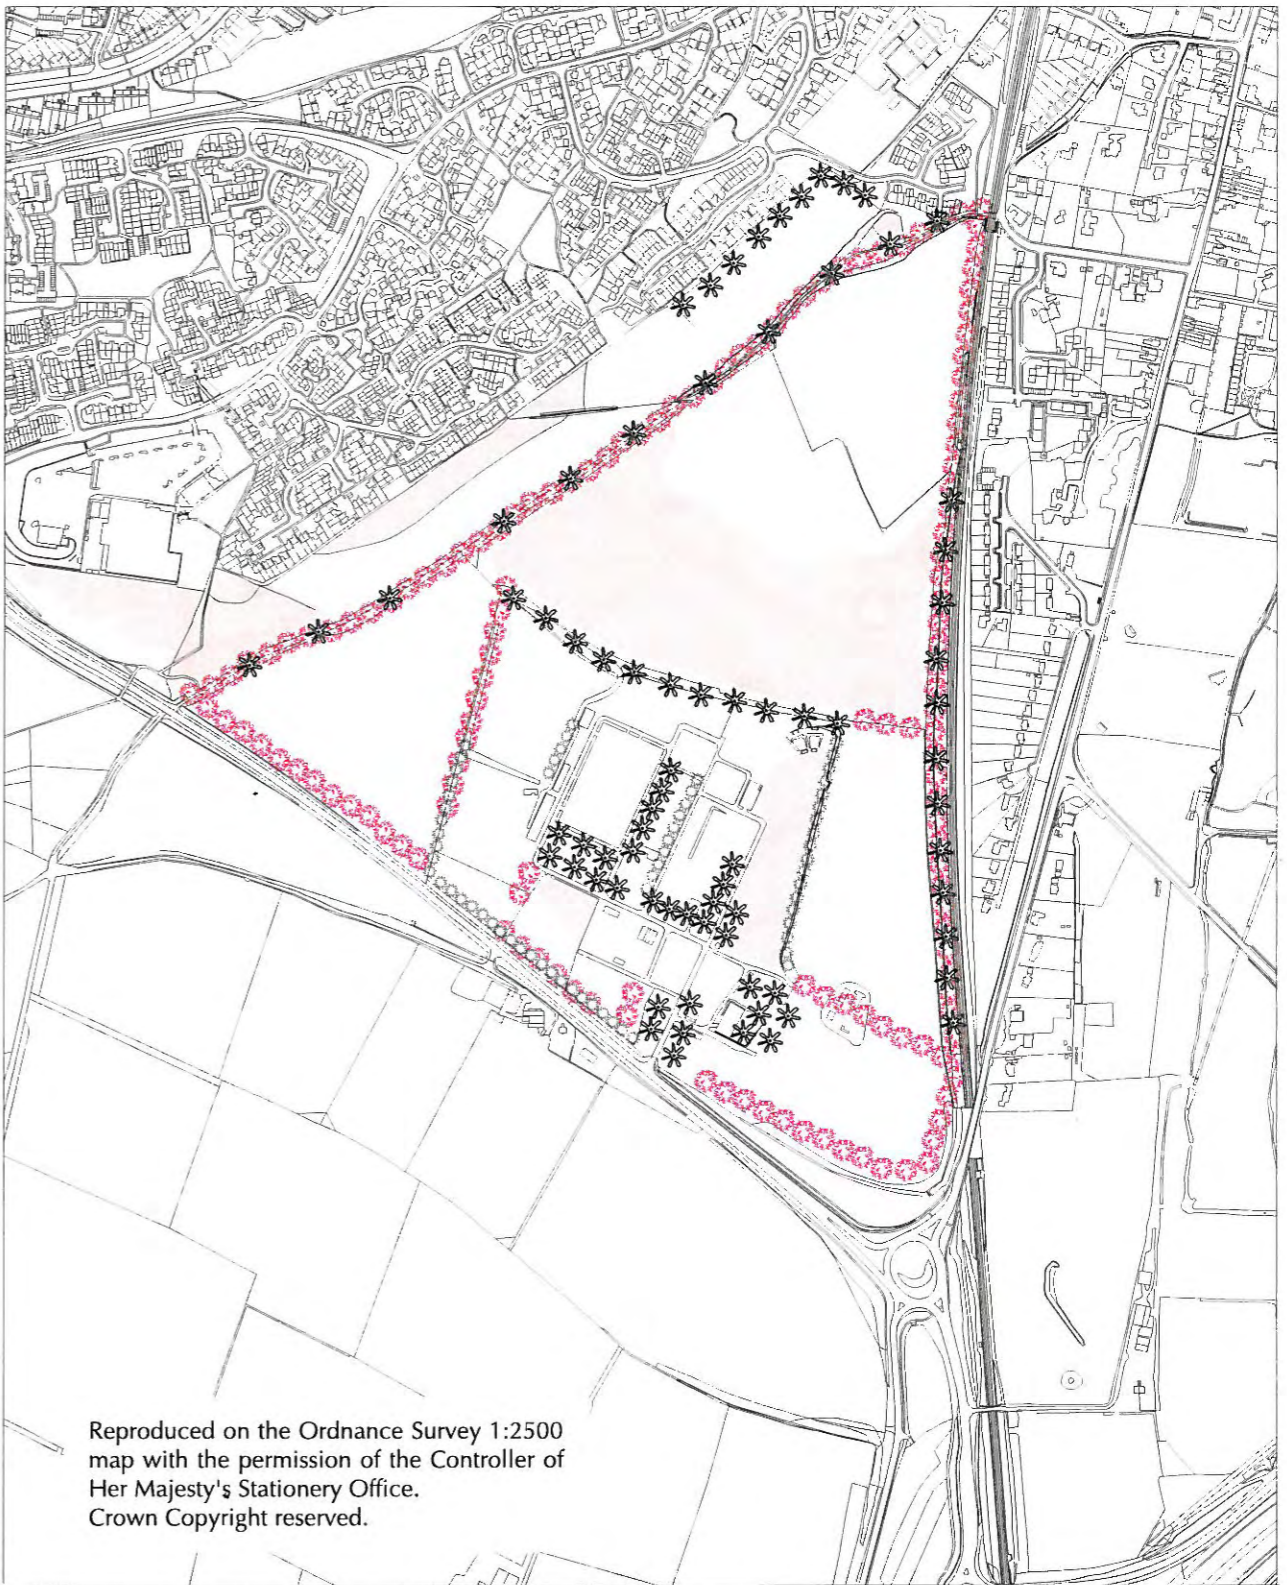 Reproduced on the Ordnance Survey 1:2500
map with the permission of the Controller of
Her Majesty's Stationery Office.
Crown Copyright reserved.